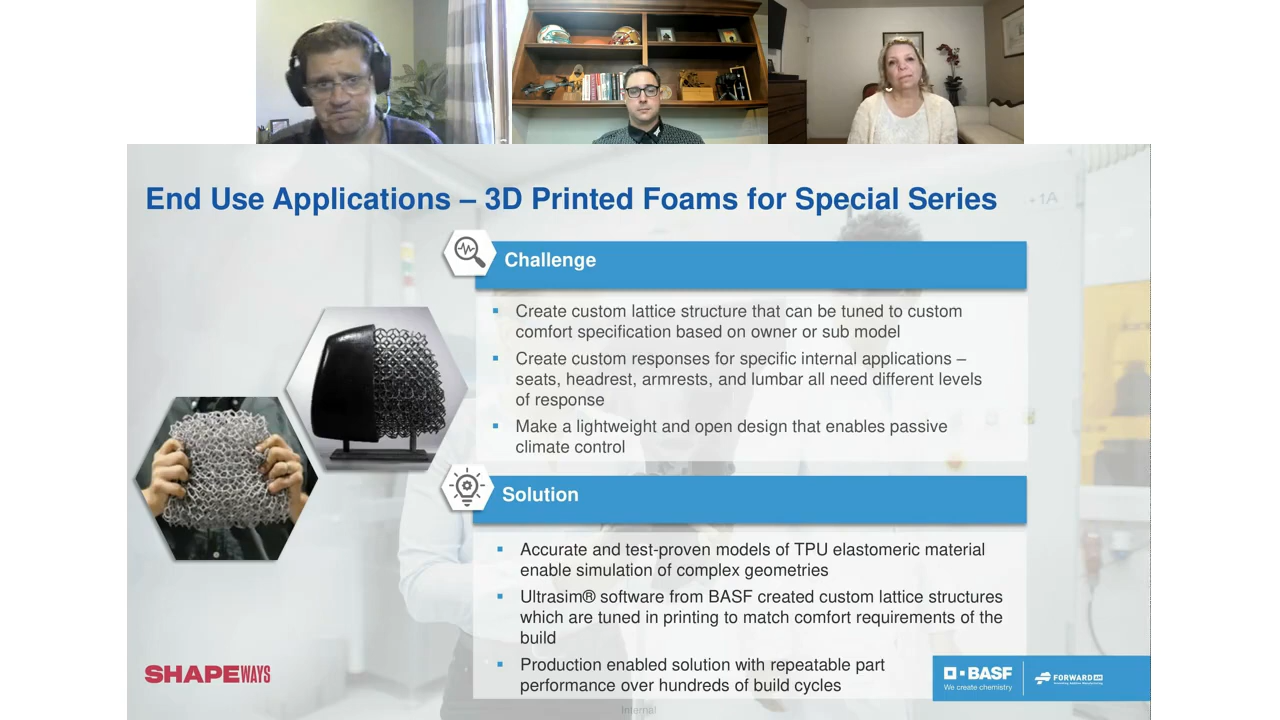 End Use Applications – 3D Printed Foams for Special Series
- 1A
Challenge
▪ Create custom lattice structure that can be tuned to custom
comfort specification based on owner or sub model
▪ Create custom responses for specific internal applications –
seats, headrest, armrests, and lumbar all need different levels
of response
▪ Make a lightweight and open design that enables passive
climate control
Solution
▪ Accurate and test-proven models of TPU elastomeric material
enable simulation of complex geometries
▪ Ultrasim® software from BASF created custom lattice structures
which are tuned in printing to match comfort requirements of the
build
▪ Production enabled solution with repeatable part
performance over hundreds of build cycles
SHAPEWAYS
BASF
We create chemistry
FORWARD AM
Internal